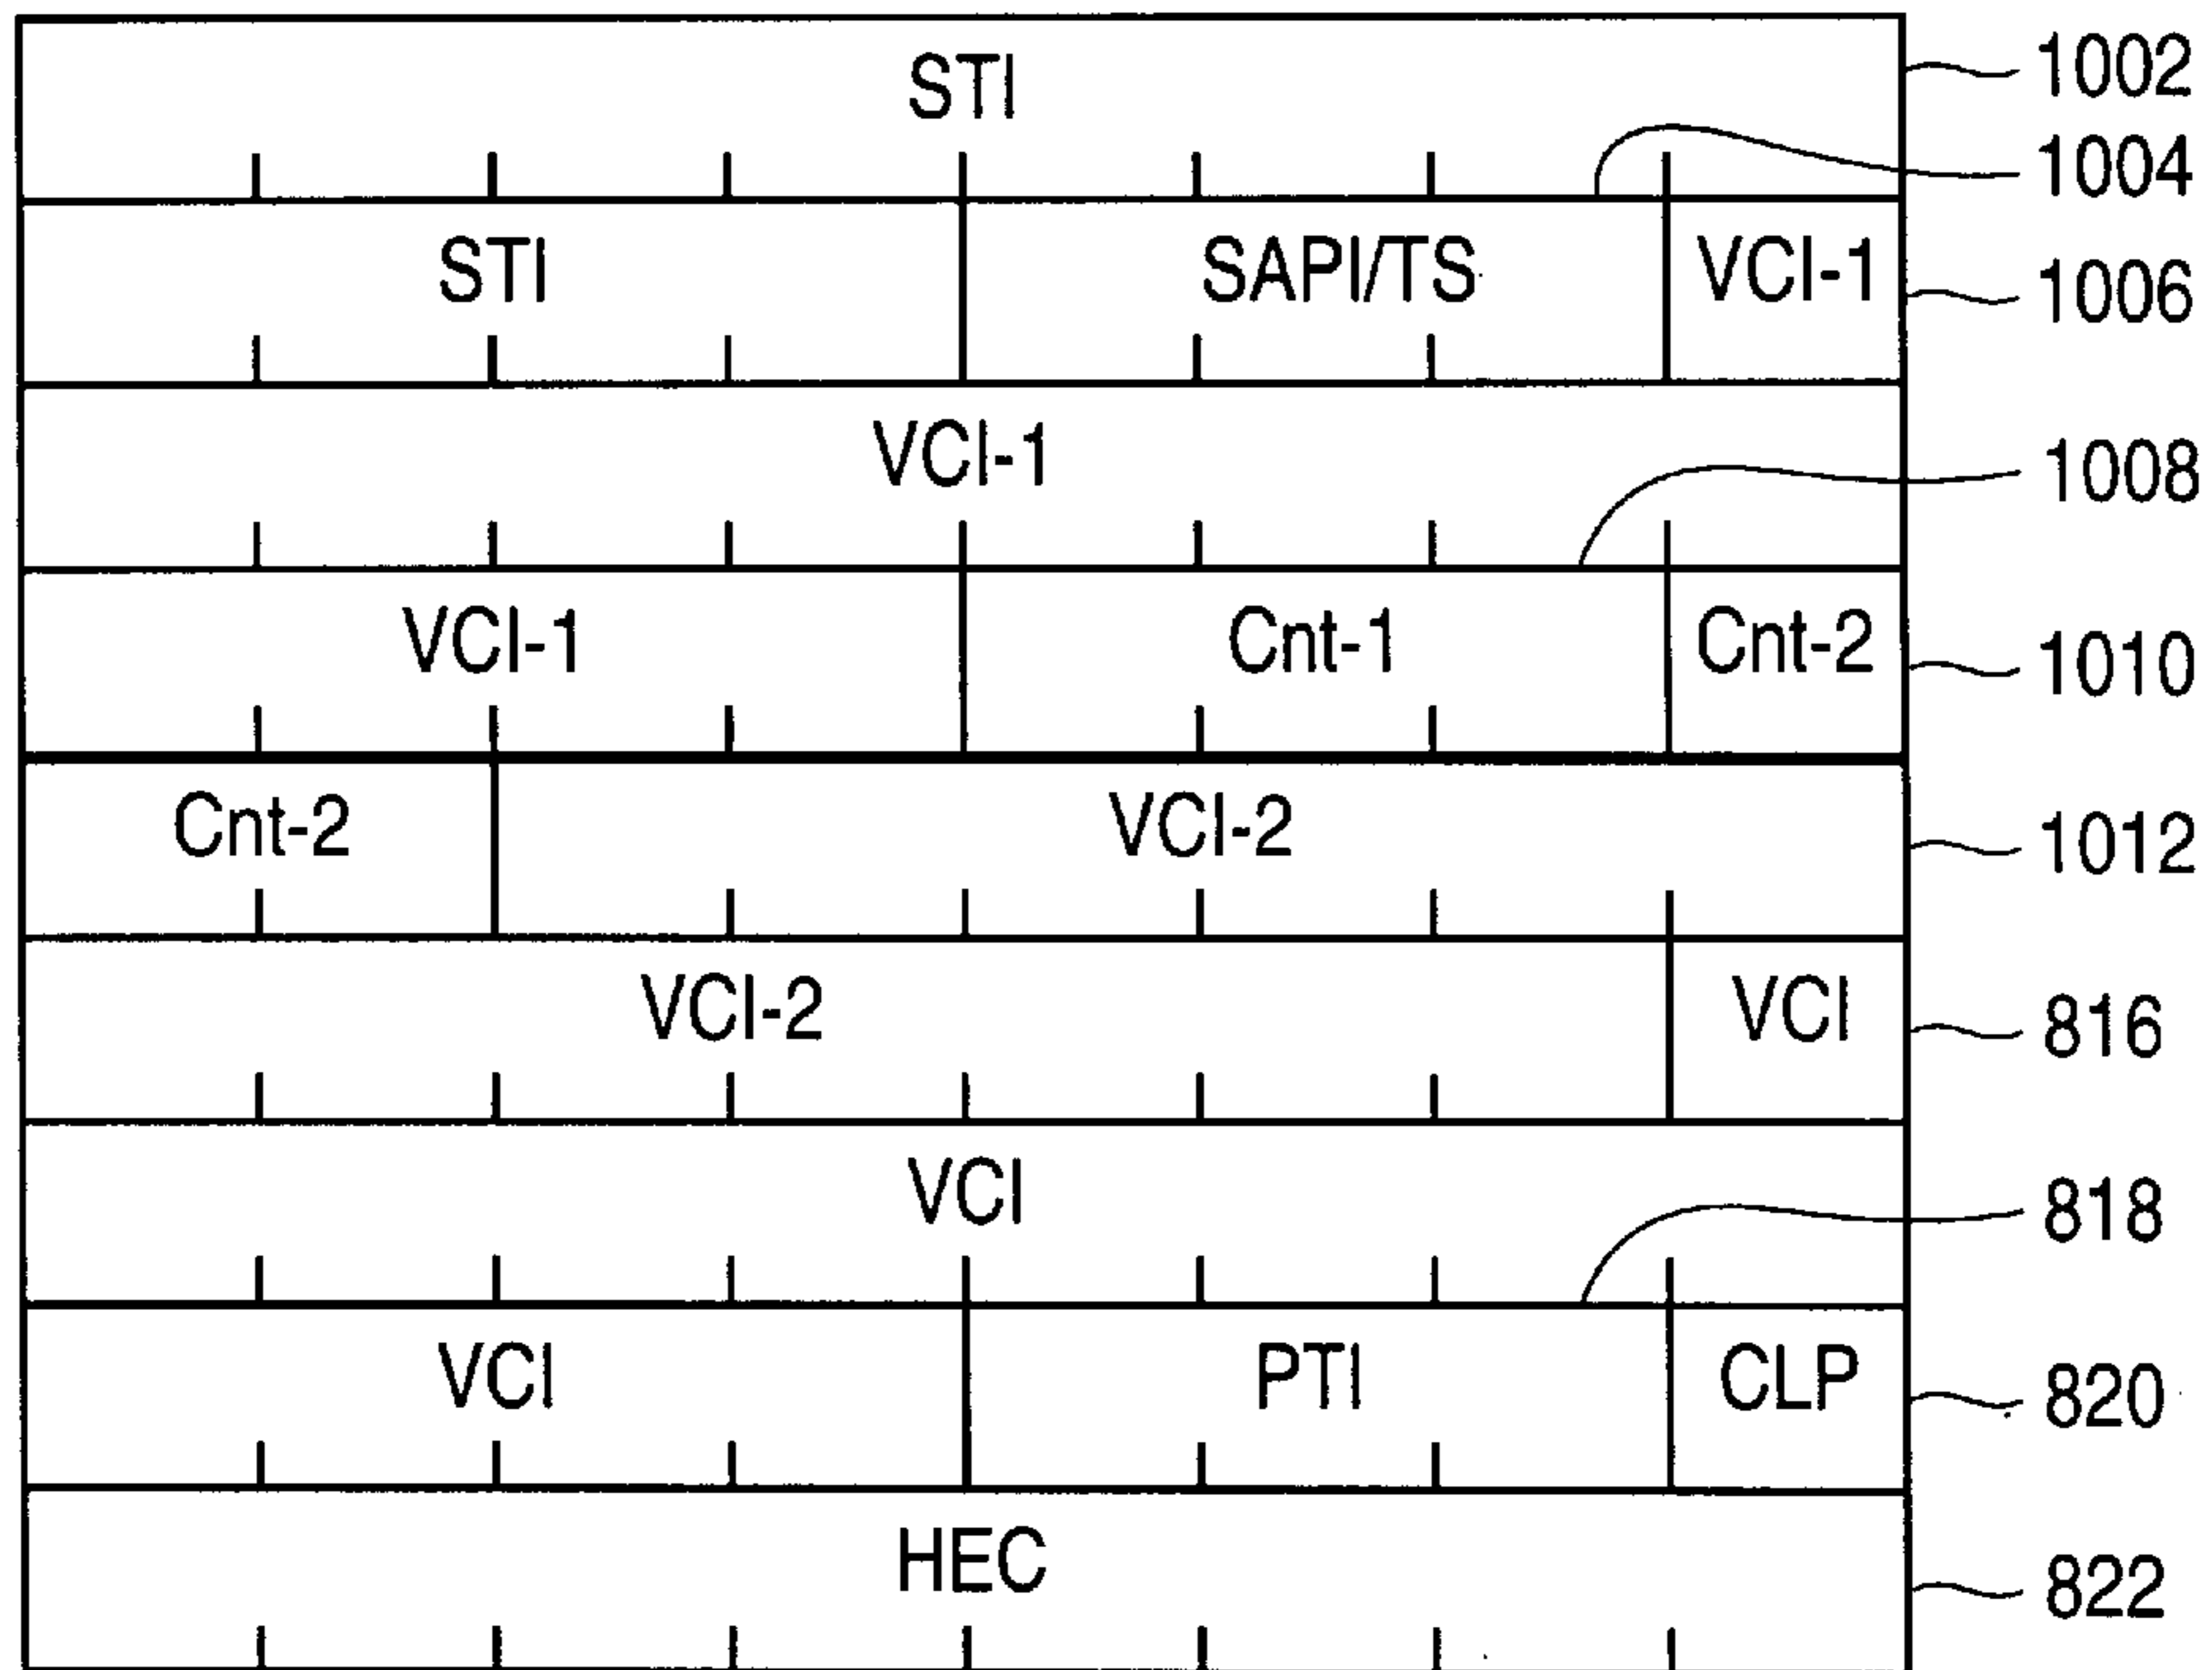 STI 1002
1004
STI SAPI/TS VCI-1 1006
VCI-1 1008
VCI-1 Cnt-1 Cnt-2 1010
Cnt-2 VCI-2 1012
VCI-2 VCI 816
VCI 818
VCI PTI CLP 820
HEC 822